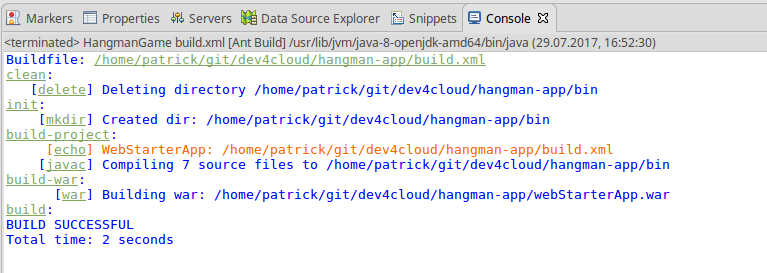 Markers Properties Servers Data Source Explorer Snippets Console
<terminated> HangmanGame build.xml [Ant Build] /usr/lib/jvm/java-8-openjdk-amd64/bin/java (29.07.2017, 16:52:30)
Buildfile: /home/patrick/git/dev4cloud/hangman-app/build.xml
clean:
[delete] Deleting directory /home/patrick/git/dev4cloud/hangman-app/bin
init:
[mkdir] Created dir: /home/patrick/git/dev4cloud/hangman-app/bin
build-project:
[echo] WebStarterApp: /home/patrick/git/dev4cloud/hangman-app/build.xml
[javac] Compiling 7 source files to /home/patrick/git/dev4cloud/hangman-app/bin
build-war:
[war] Building war: /home/patrick/git/dev4cloud/hangman-app/webStarterApp.war
build:
BUILD SUCCESSFUL
Total time: 2 seconds